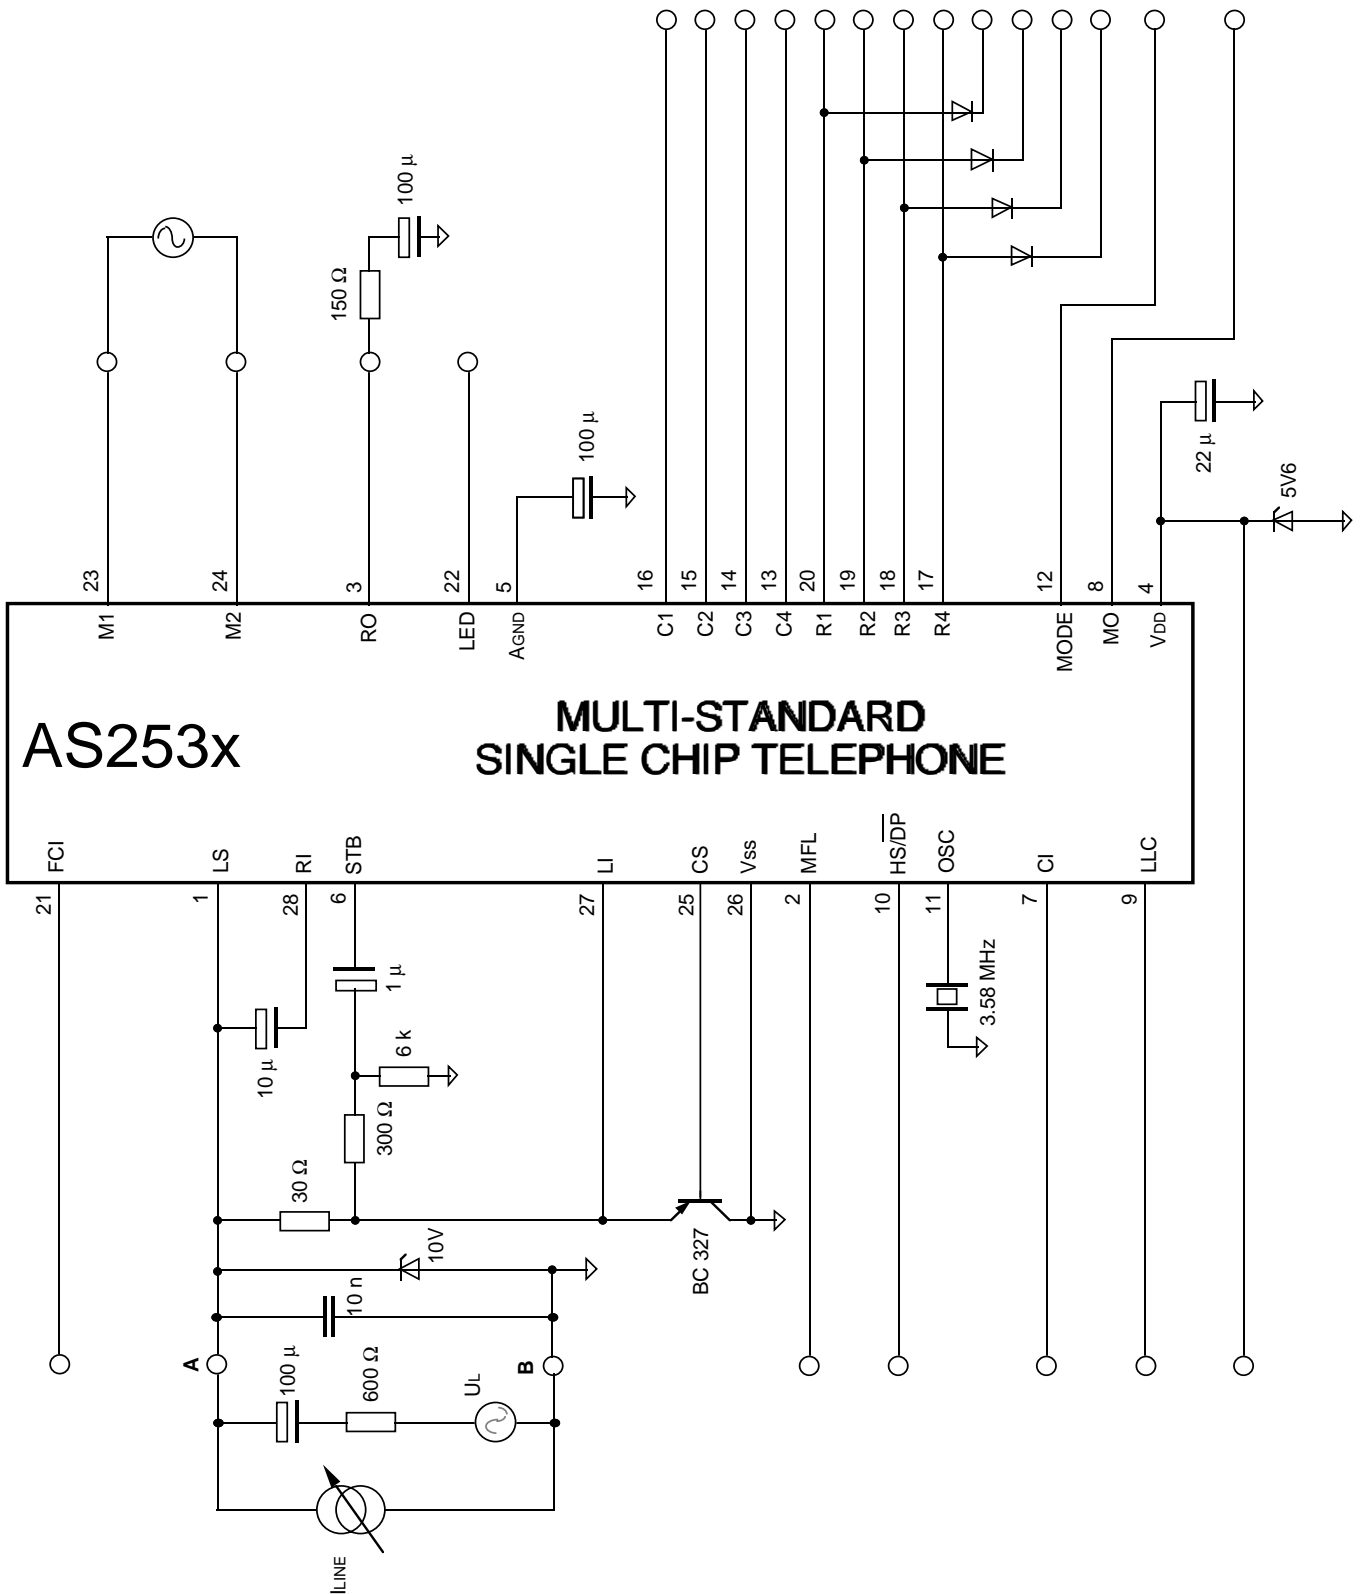 100 µ
150 Ω
100 µ
22 µ
5V6
23
24
3
22
5
16
15
14
13
20
19
18
17
12
8
4
M1
M2
RO
LED
AGND
C1
C2
C3
C4
R1
R2
R3
R4
MODE
MO
VDD
AS253x
MULTI-STANDARD
SINGLE CHIP TELEPHONE
FCI
LS
RI
STB
LI
CS
Vss
MFL
HS/DP
OSC
CI
LLC
21
1
28
6
27
25
26
2
10
11
7
9
1 µ
3.58 MHz
10 µ
6 k
300 Ω
30 Ω
10V
BC 327
10 n
A
B
100 µ
600 Ω
UL
ILINE